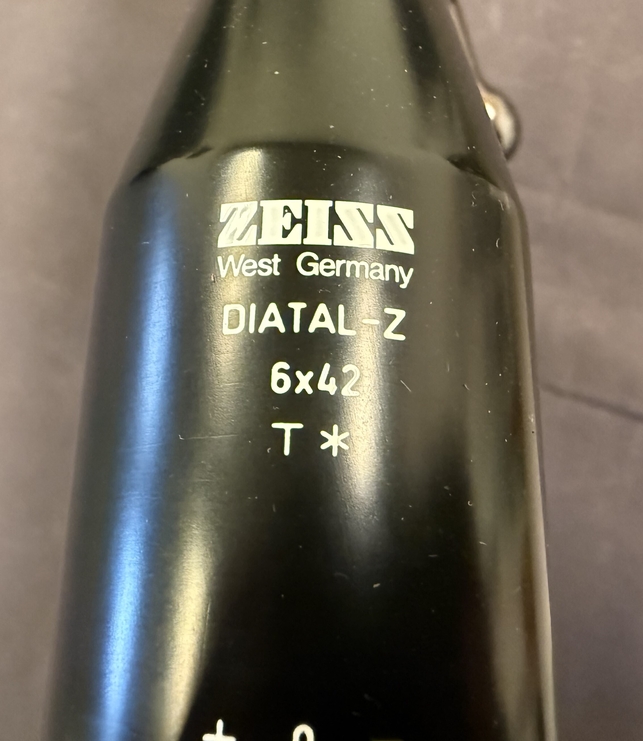 ZEISS
West Germany
DIATAL-Z
6x42
T*